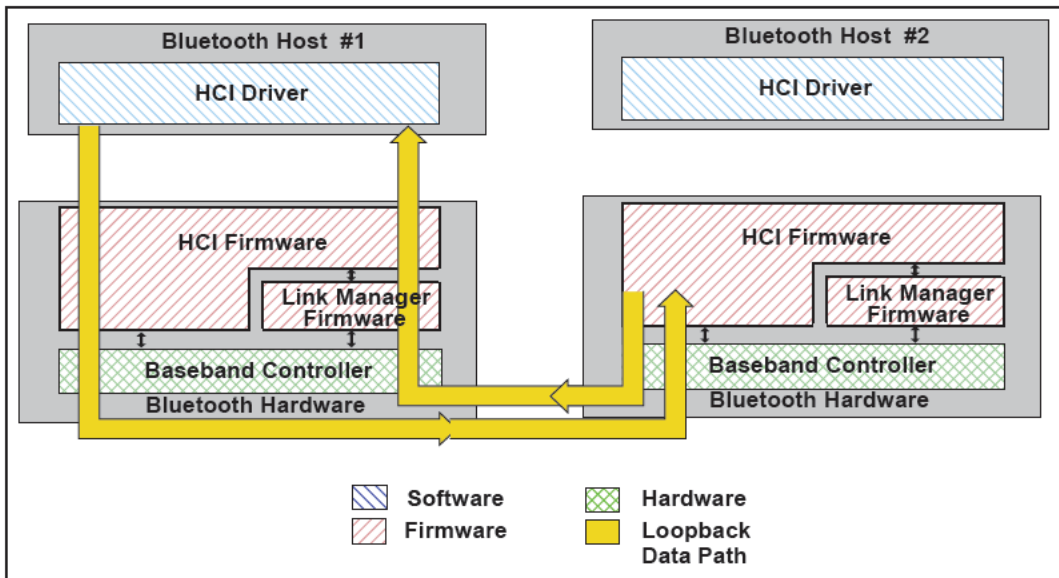 Bluetooth Host #1
HCI Driver
Bluetooth Host #2
HCI Driver
HCI Firmware
Link Manager
Firmware
Baseband Controller
Bluetooth Hardware
HCI Firmware
Link Manager
Firmware
Baseband Controller
Bluetooth Hardware
Software
Firmware
Hardware
Loopback
Data Path